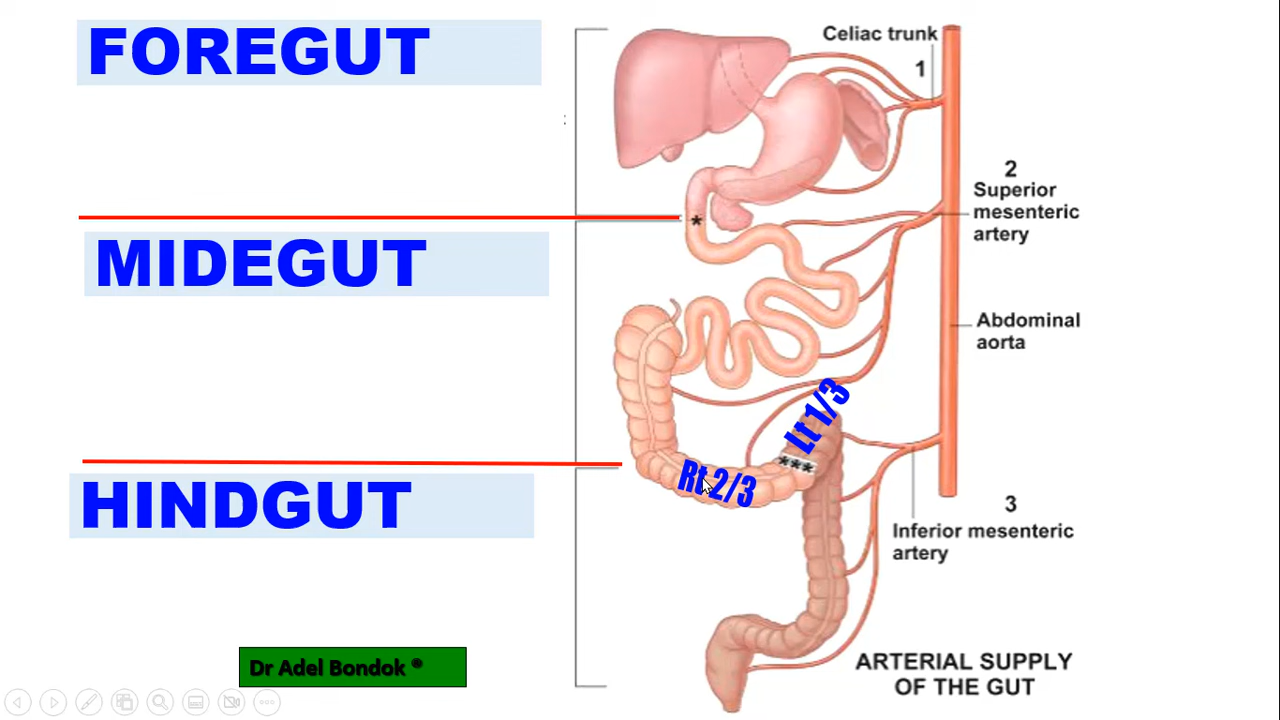 FOREGUT
Celiac trunk
1
:
2
Superior
mesenteric
artery
*
MIDEGUT
Abdominal
aorta
Lt 1/3
***
Rt 2/3
HINDGUT
3
Inferior mesenteric
artery
Dr Adel Bondok ®
ARTERIAL SUPPLY
OF THE GUT